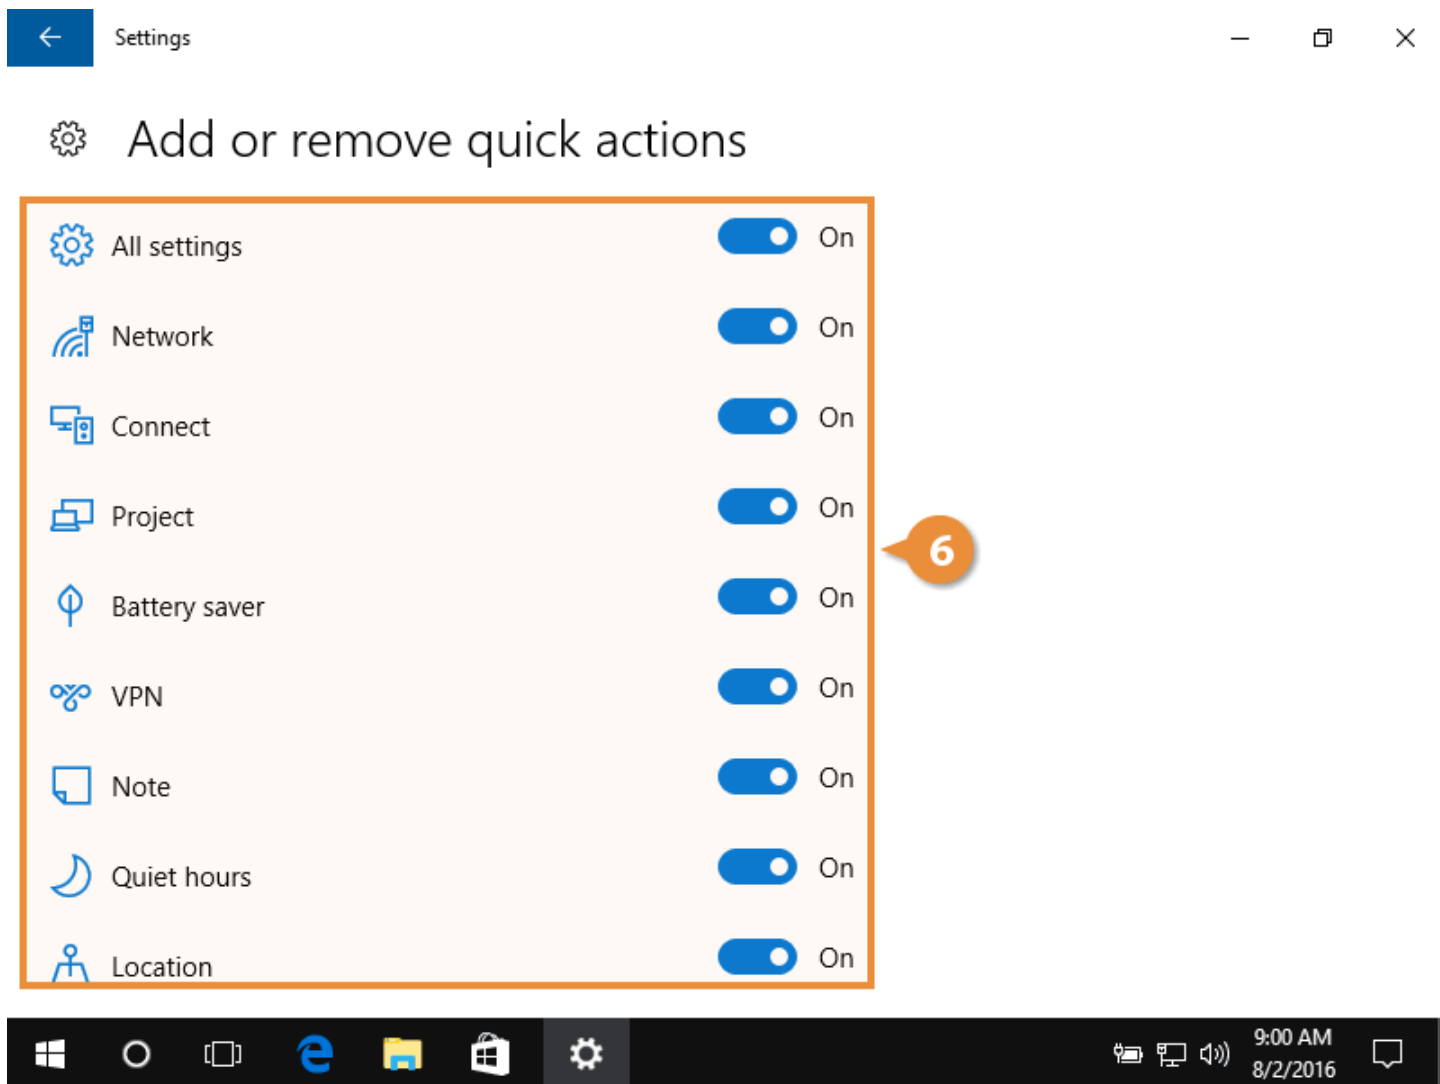 Settings
Add or remove quick actions
All settings On
Network On
Connect On
Project On
6
Battery saver On
VPN On
Note On
Quiet hours On
Location On
9:00 AM
8/2/2016